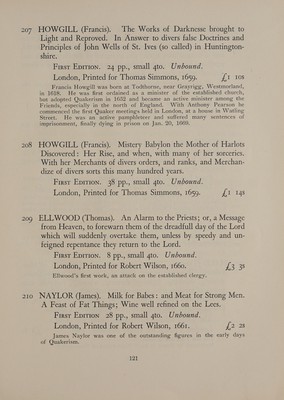 207 HOWGILL (Francis). The Works of Darknesse brought to
Light and Reproved. In Answer to divers false Doctrines and
Principles of John Wells of St. Ives (so called) in Huntington-
shire.
First Edition. 24 pp., small 4to. Unbound.
London, Printed for Thomas Simmons, 1659. £1 10s
Francis Howgill was born at Todthorne, near Grayrigg, Westmorland,
in 1618. He was first ordained as a minister of the established church,
but adopted Quakerism in 1652 and became an active minister among the
Friends, especially in the north of England. With Anthony Pearson he
commenced the first Quaker meetings held in London, at a house in Watling
Street. He was an active pamphleteer and suffered many sentences of
imprisonment, finally dying in prison on Jan. 20, 1669.
208 HOWGILL (Francis). Mistery Babylon the Mother of Harlots
Discovered: Her Rise, and when, with many of her sorceries.
With her Merchants of divers orders, and ranks, and Merchan-
dize of divers sorts this many hundred years.
First Edition. 38 pp., small 4to. Unbound.
London, Printed for Thomas Simmons, 1659. £1 14s
209 ELLWOOD (Thomas). An Alarm to the Priests; or, a Message
from Heaven, to forewarn them of the dreadfull day of the Lord
which will suddenly overtake them, unless by speedy and un-
feigned repentance they return to the Lord.
First Edition. 8 pp., small 4to. Unbound.
London, Printed for Robert Wilson, 1660. £3 3s
Ellwood's first work, an attack on the established clergy.
210 NAYLOR (James). Milk for Babes: and Meat for Strong Men.
A Feast of Fat Things; Wine well refined on the Lees.
First Edition 28 pp., small 4to. Unbound.
London, Printed for Robert Wilson, 1661. £2 2s
James Naylor was one of the outstanding figures in the early days
of Quakerism.
121